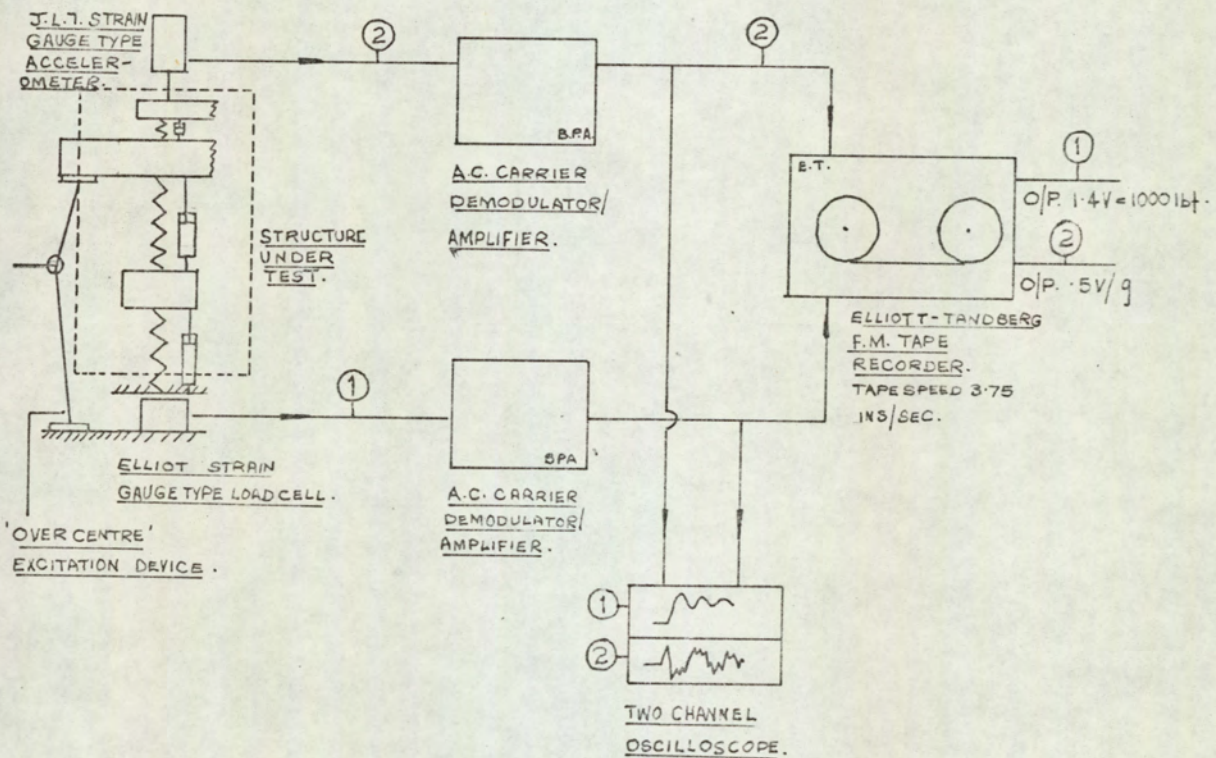 J.L.T. STRAIN
GAUGE TYPE
ACCELER-
OMETER.
②
②
B.P.A.
A.C. CARRIER
DEMODULATOR/
AMPLIFIER.
STRUCTURE
UNDER
TEST.
E.T.
①
O/P. 1·4V = 1000 lbf.
②
O/P. ·5V/g
ELLIOTT-TANDBERG
F.M. TAPE
RECORDER.
TAPE SPEED 3·75
INS/SEC.
①
BPA
A.C. CARRIER
DEMODULATOR/
AMPLIFIER.
ELLIOT STRAIN
GAUGE TYPE LOAD CELL.
'OVER CENTRE'
EXCITATION DEVICE.
①
②
TWO CHANNEL
OSCILLOSCOPE.